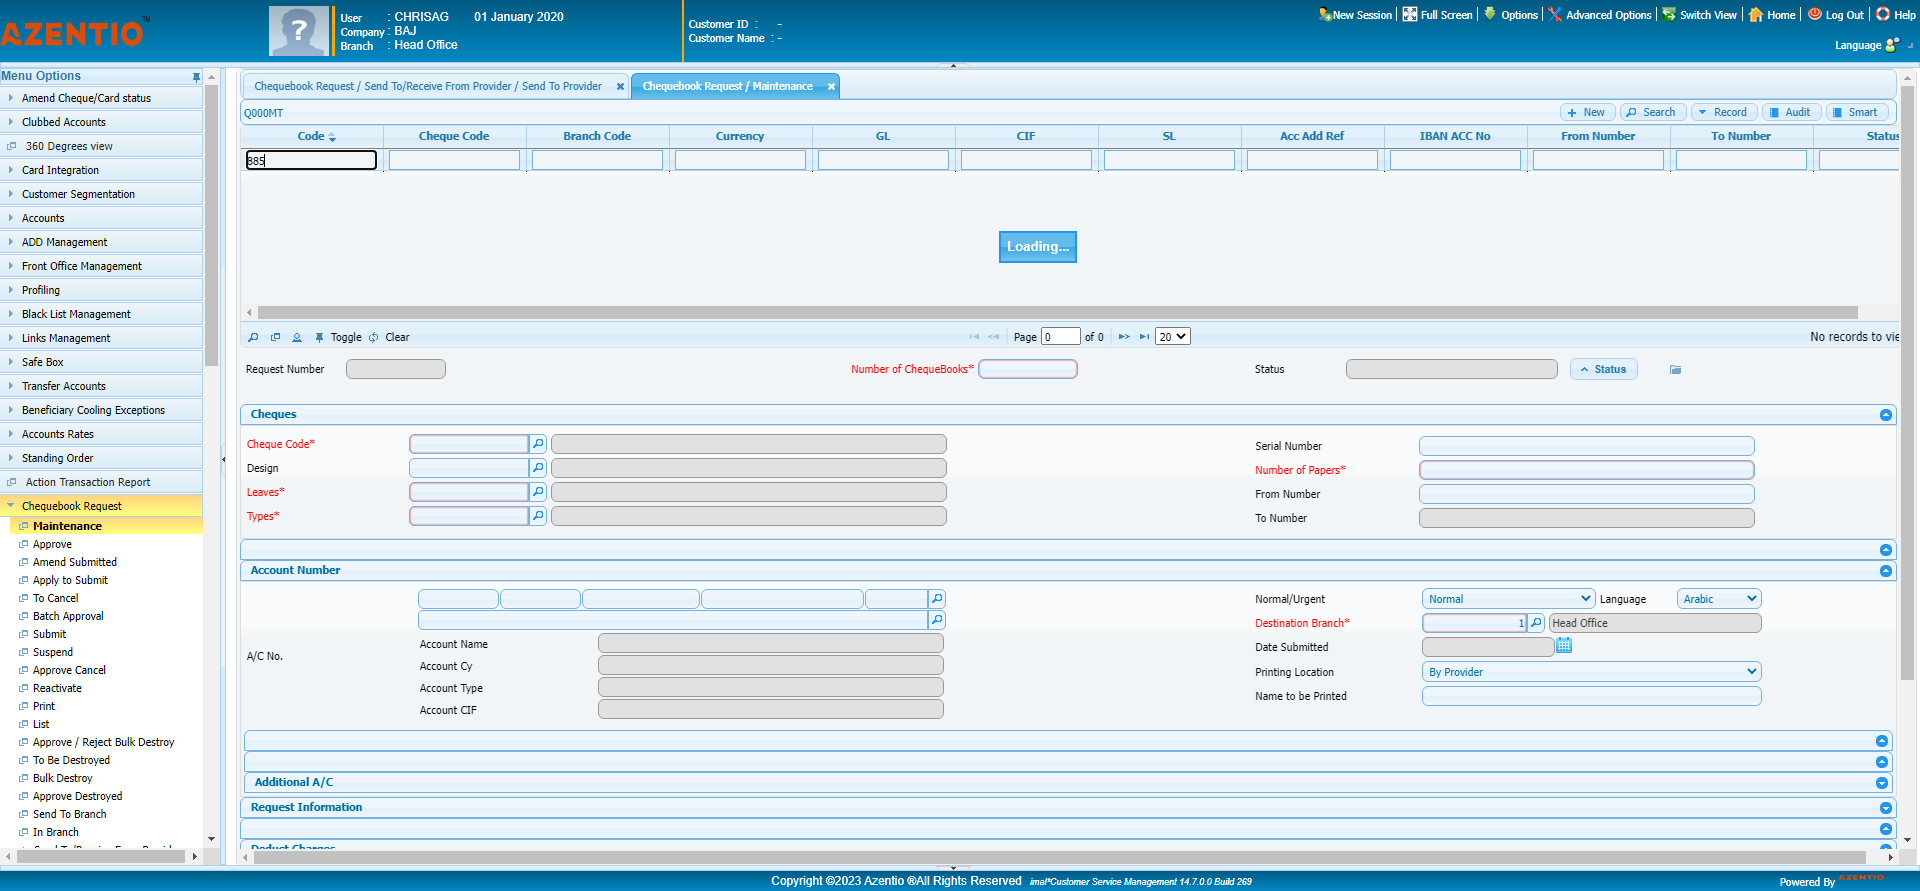 AZENTIO™
User : CHRISAG 01 January 2020
Company : BAJ
Branch : Head Office
Customer ID : -
Customer Name : -
New Session Full Screen Options Advanced Options Switch View Home Log Out Help
Language
Menu Options
Amend Cheque/Card status
Clubbed Accounts
360 Degrees view
Card Integration
Customer Segmentation
Accounts
ADD Management
Front Office Management
Profiling
Black List Management
Links Management
Safe Box
Transfer Accounts
Beneficiary Cooling Exceptions
Accounts Rates
Standing Order
Action Transaction Report
Chequebook Request
Maintenance
Approve
Amend Submitted
Apply to Submit
To Cancel
Batch Approval
Submit
Suspend
Approve Cancel
Reactivate
Print
List
Approve / Reject Bulk Destroy
To Be Destroyed
Bulk Destroy
Approve Destroyed
Send To Branch
In Branch
Chequebook Request / Send To/Receive From Provider / Send To Provider
Chequebook Request / Maintenance
Q000MT
New Search Record Audit Smart
Code Cheque Code Branch Code Currency GL CIF SL Acc Add Ref IBAN ACC No From Number To Number Status
885
Loading...
Toggle Clear
Page 0 of 0 20
No records to vie
Request Number Number of ChequeBooks* Status Status
Cheques
Cheque Code* Serial Number
Design Number of Papers*
Leaves* From Number
Types* To Number
Account Number
Normal/Urgent Normal Language Arabic
Destination Branch* 1 Head Office
Account Name Date Submitted
A/C No.
Account Cy Printing Location By Provider
Account Type Name to be Printed
Account CIF
Additional A/C
Request Information
Deduct Charges
Copyright ©2023 Azentio ®All Rights Reserved imal*Customer Service Management 14.7.0.0 Build 269
Powered By AZENTIO